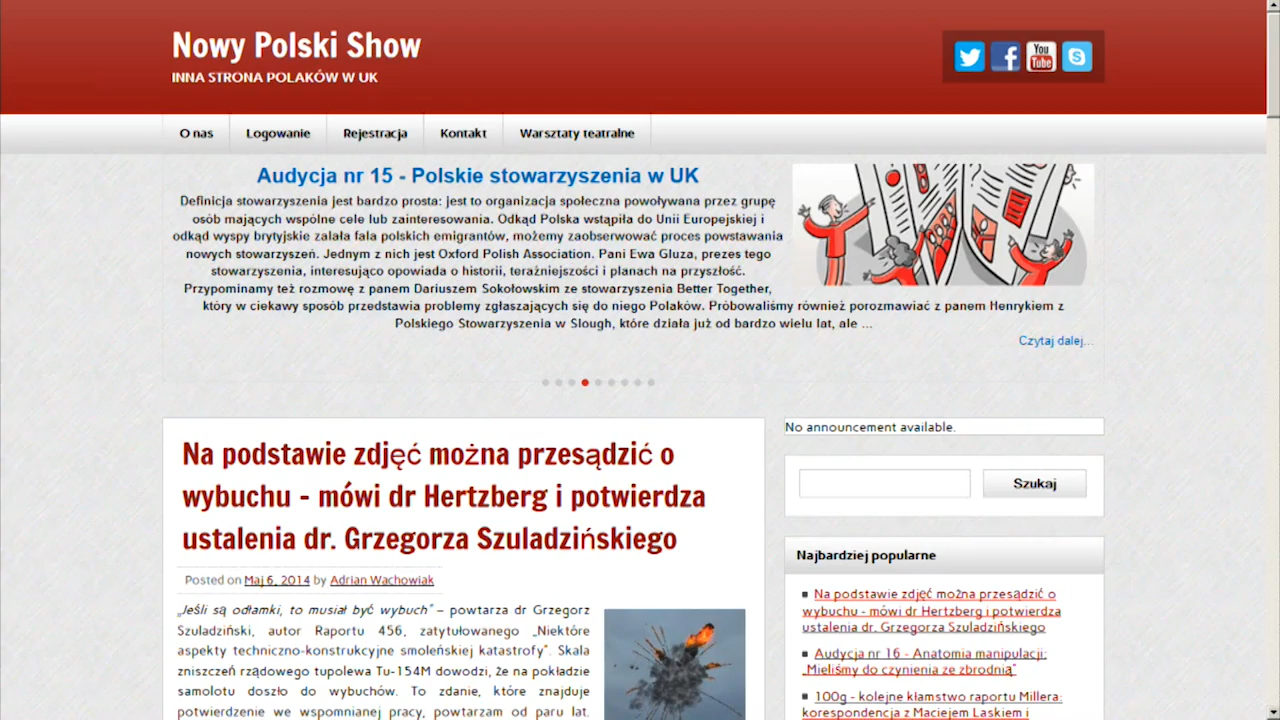 Nowy Polski Show
INNA STRONA POLAKÓW W UK
You
Tube
O nas
Logowanie
Rejestracja
Kontakt
Warsztaty teatralne
Audycja nr 15 - Polskie stowarzyszenia w UK
Definicja stowarzyszenia jest bardzo prosta: jest to organizacja społeczna powoływana przez grupę
osób mających wspólne cele lub zainteresowania. Odkąd Polska wstąpiła do Unii Europejskiej i
odkąd wyspy brytyjskie zalała fala polskich emigrantów, możemy zaobserwować proces powstawania
nowych stowarzyszeń. Jednym z nich jest Oxford Polish Association. Pani Ewa Gluza, prezes tego
stowarzyszenia, interesująco opowiada o historii, teraźniejszości i planach na przyszłość.
Przypominamy też rozmowę z panem Dariuszem Sokołowskim ze stowarzyszenia Better Together,
który w ciekawy sposób przedstawia problemy zgłaszających się do niego Polaków. Próbowaliśmy również porozmawiać z panem Henrykiem z
Polskiego Stowarzyszenia w Slough, które działa już od bardzo wielu lat, ale ...
Czytaj dalej...
Na podstawie zdjęć można przesądzić o
wybuchu - mówi dr Hertzberg i potwierdza
ustalenia dr. Grzegorza Szuladzińskiego
Posted on Maj 6, 2014 by Adrian Wachowiak
„Jeśli są odłamki, to musiał być wybuch” – powtarza dr Grzegorz
Szuladziński, autor Raportu 456, zatytułowanego „Niektóre
aspekty techniczno-konstrukcyjne smoleńskiej katastrofy”. Skala
zniszczeń rządowego tupolewa Tu-154M dowodzi, że na pokładzie
samolotu doszło do wybuchów. To zdanie, które znajduje
potwierdzenie we wspomnianej pracy, powtarzam od paru lat.
No announcement available.
Szukaj
Najbardziej popularne
Na podstawie zdjęć można przesądzić o
wybuchu - mówi dr Hertzberg i potwierdza
ustalenia dr. Grzegorza Szuladzińskiego
Audycja nr 16 - Anatomia manipulacji:
„Mieliśmy do czynienia ze zbrodnią”
100g - kolejne kłamstwo raportu Millera:
korespondencja z Maciejem Laskiem i